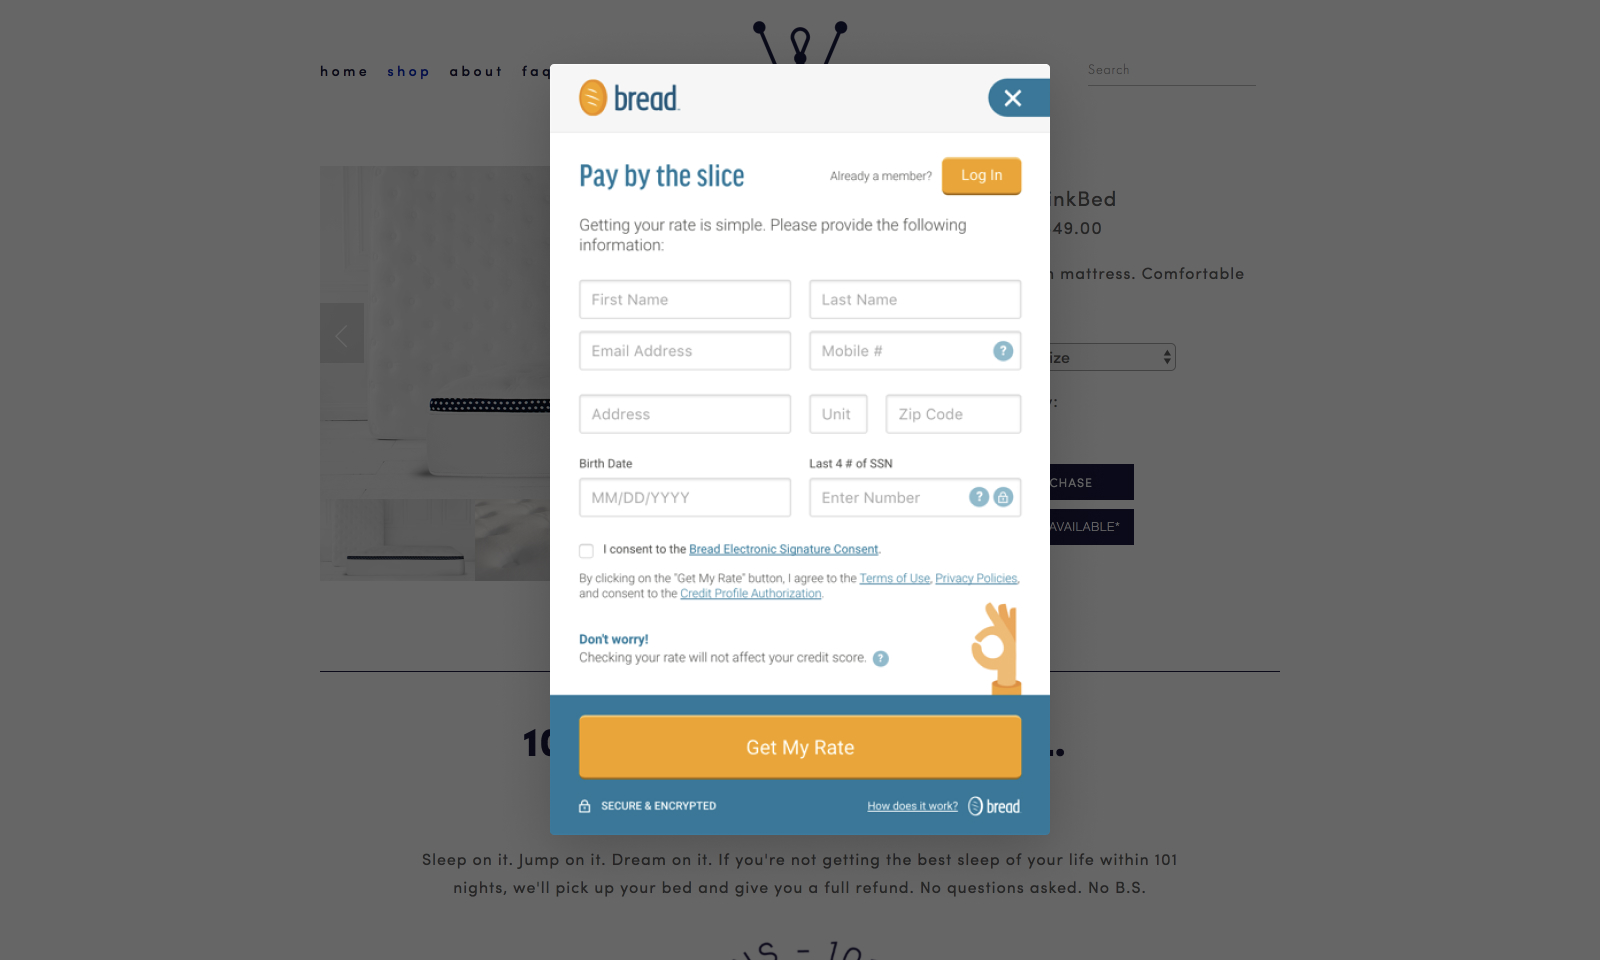 home shop about faq
Search
bread
Pay by the slice
Already a member? Log In
Getting your rate is simple. Please provide the following
information:
First Name Last Name
Email Address Mobile # ?
Address Unit Zip Code
Birth Date Last 4 # of SSN
MM/DD/YYYY Enter Number ?
I consent to the Bread Electronic Signature Consent.
By clicking on the "Get My Rate" button, I agree to the Terms of Use, Privacy Policies,
and consent to the Credit Profile Authorization.
Don't worry!
Checking your rate will not affect your credit score. ?
Get My Rate
SECURE & ENCRYPTED How does it work? bread
inkBed
49.00
mattress. Comfortable
ize
CHASE
AVAILABLE*
10
Sleep on it. Jump on it. Dream on it. If you're not getting the best sleep of your life within 101
nights, we'll pick up your bed and give you a full refund. No questions asked. No B.S.